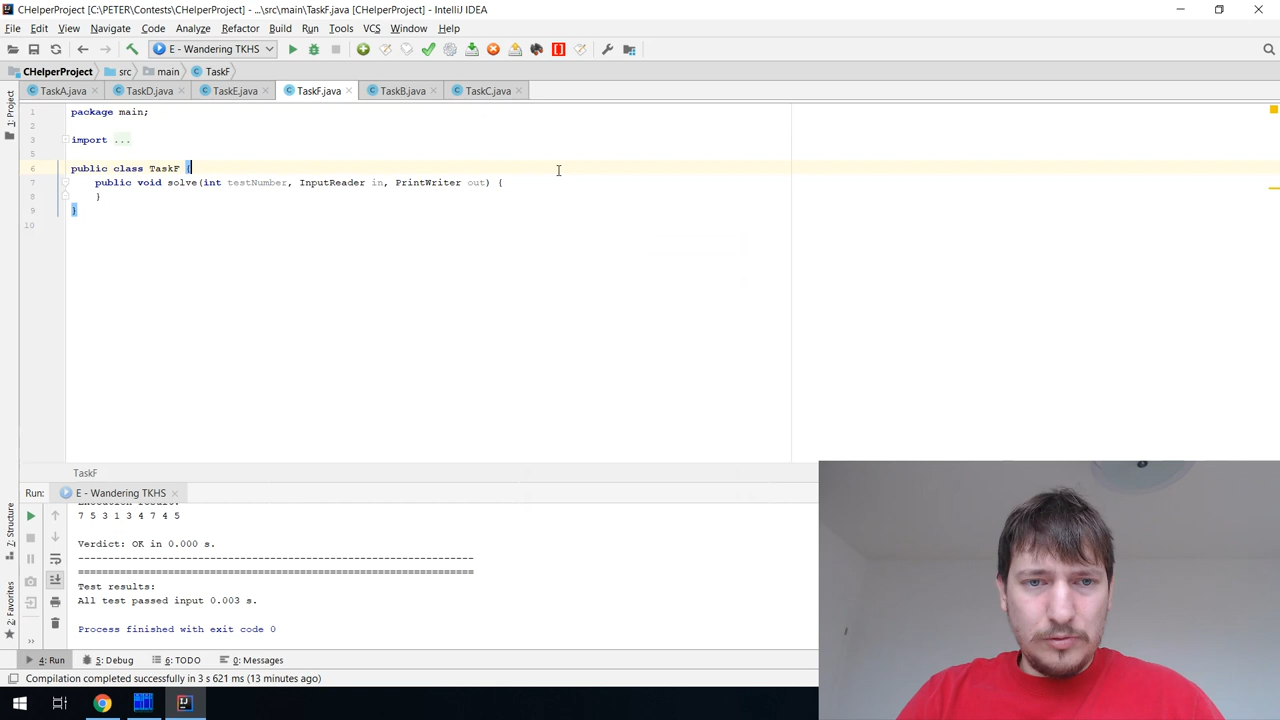 CHelperProject [C:\PETER\Contests\CHelperProject] - ...\src\main\TaskF.java [CHelperProject] - IntelliJ IDEA
File Edit View Navigate Code Analyze Refactor Build Run Tools VCS Window Help
E - Wandering TKHS
CHelperProject src main TaskF
TaskA.java TaskD.java TaskE.java TaskF.java TaskB.java TaskC.java
1: Project
1 package main;
2
3 import ...
5
6 public class TaskF {
7 public void solve(int testNumber, InputReader in, PrintWriter out) {
8 }
9 }
10
TaskF
Run: E - Wandering TKHS
7 5 3 1 3 4 7 4 5
Verdict: OK in 0.000 s.
------------------------------------------------------------------
==================================================================
Test results:
All test passed input 0.003 s.
Process finished with exit code 0
7: Structure
2: Favorites
4: Run 5: Debug 6: TODO 0: Messages
Compilation completed successfully in 3 s 621 ms (13 minutes ago)